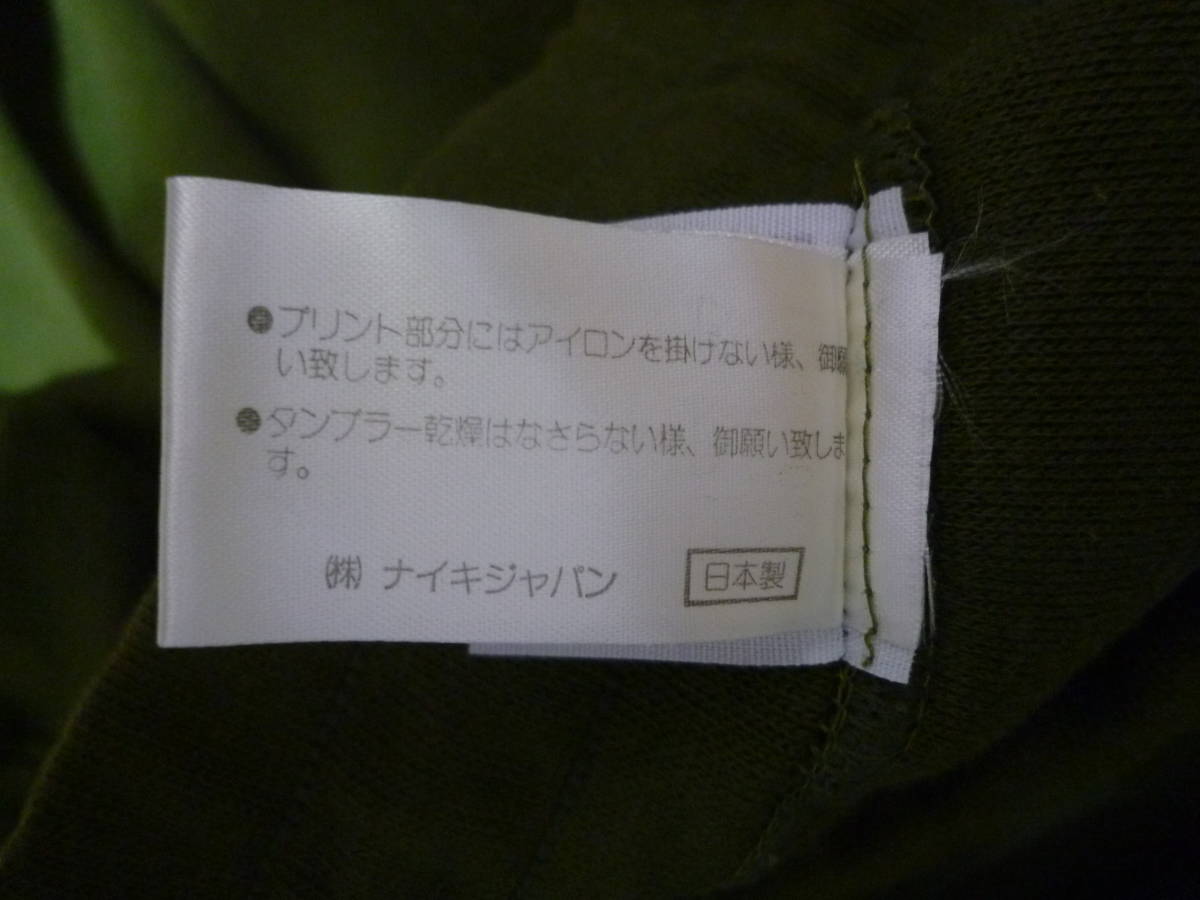 ●プリント部分にはアイロンを掛けない様、御願
い致します。
●タンブラー乾燥はなさらない様、御願い致しま
す。
㈱ ナイキジャパン 日本製